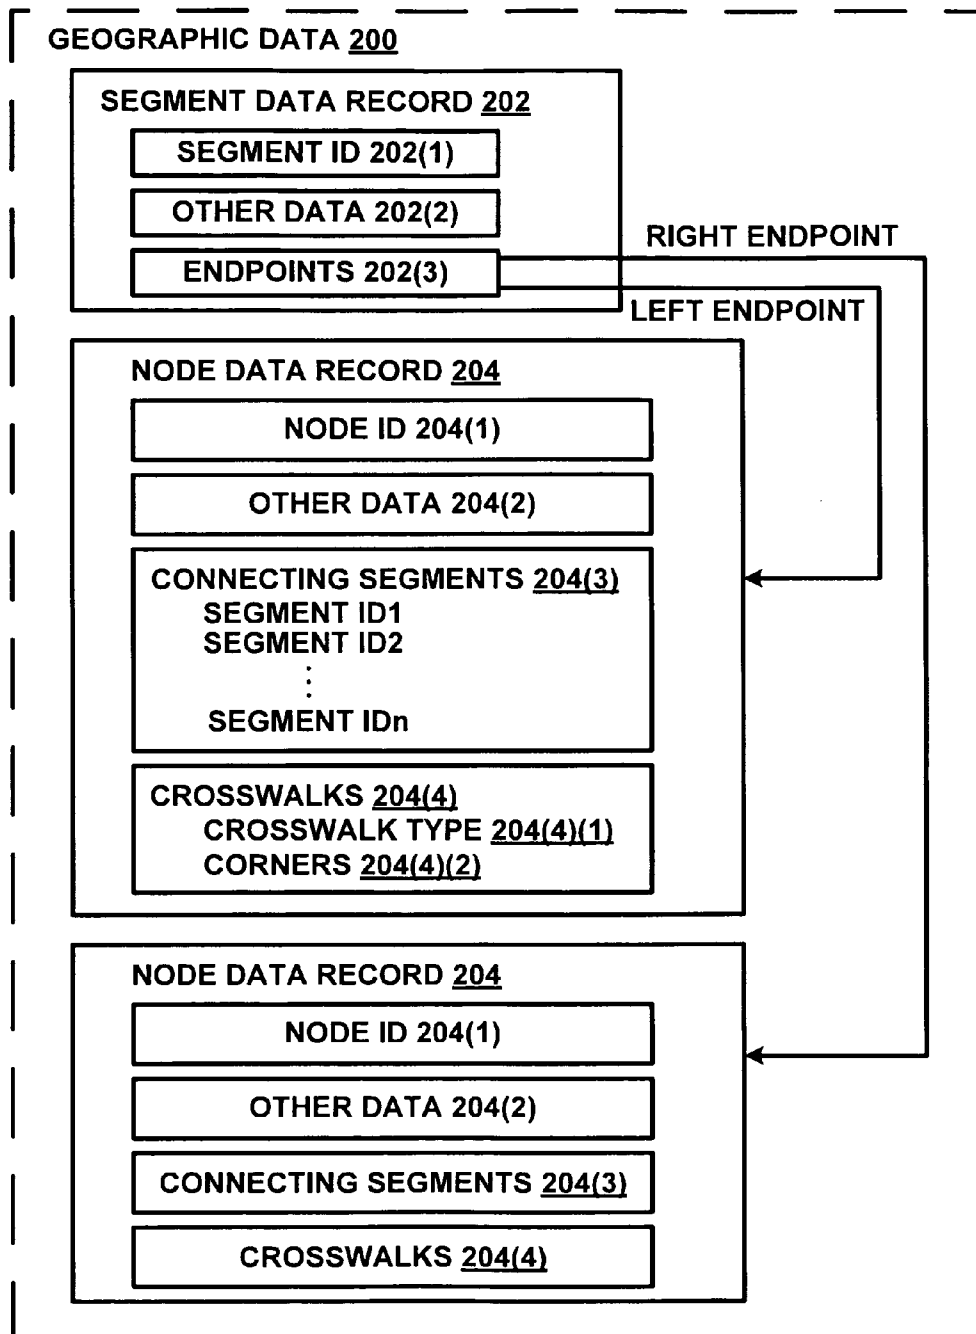 GEOGRAPHIC DATA 200
SEGMENT DATA RECORD 202
SEGMENT ID 202(1)
OTHER DATA 202(2)
ENDPOINTS 202(3)
RIGHT ENDPOINT
LEFT ENDPOINT
NODE DATA RECORD 204
NODE ID 204(1)
OTHER DATA 204(2)
CONNECTING SEGMENTS 204(3)
SEGMENT ID1
SEGMENT ID2
⋮
SEGMENT IDn
CROSSWALKS 204(4)
CROSSWALK TYPE 204(4)(1)
CORNERS 204(4)(2)
NODE DATA RECORD 204
NODE ID 204(1)
OTHER DATA 204(2)
CONNECTING SEGMENTS 204(3)
CROSSWALKS 204(4)